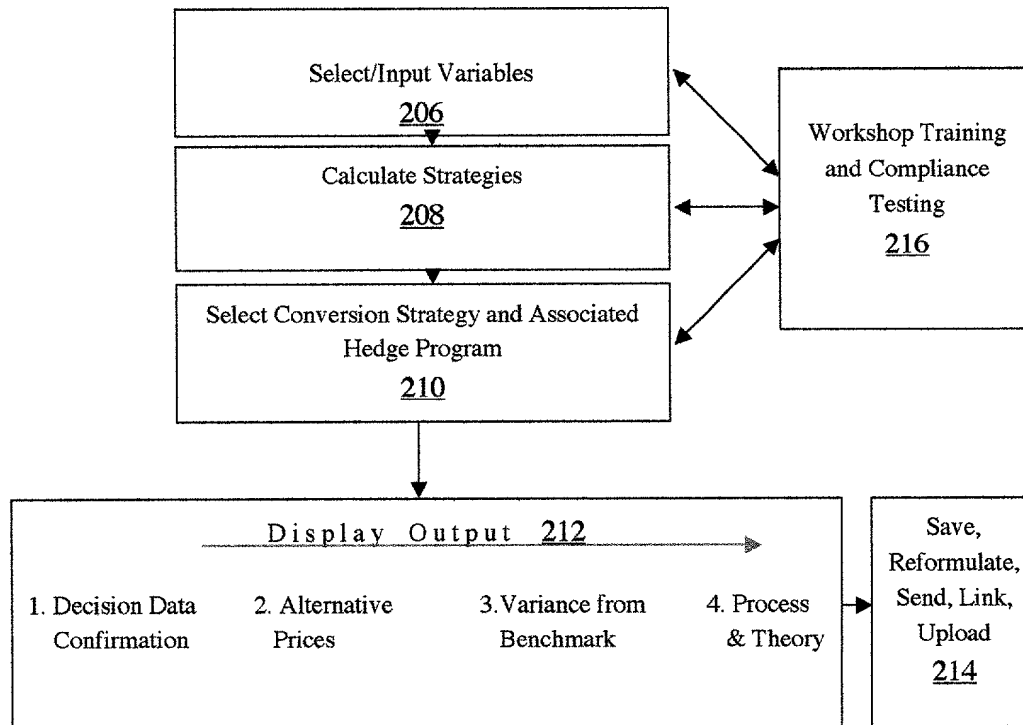 Select/Input Variables
206
Calculate Strategies
208
Select Conversion Strategy and Associated
Hedge Program
210
Workshop Training
and Compliance
Testing
216
Display Output 212
1. Decision Data
Confirmation
2. Alternative
Prices
3.Variance from
Benchmark
4. Process
& Theory
Save,
Reformulate,
Send, Link,
Upload
214